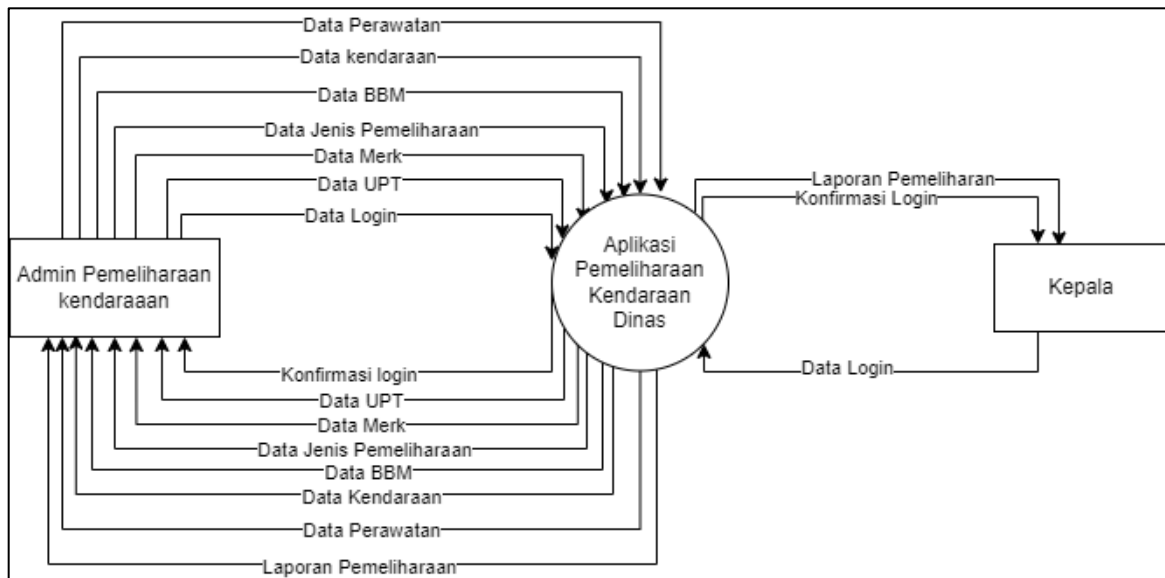 Data Perawatan
Data kendaraan
Data BBM
Data Jenis Pemeliharaan
Data Merk
Data UPT
Data Login
Admin Pemeliharaan
kendaraaan
Aplikasi
Pemeliharaan
Kendaraan
Dinas
Laporan Pemeliharan
Konfirmasi Login
Kepala
Data Login
Konfirmasi login
Data UPT
Data Merk
Data Jenis Pemeliharaan
Data BBM
Data Kendaraan
Data Perawatan
Laporan Pemeliharaan